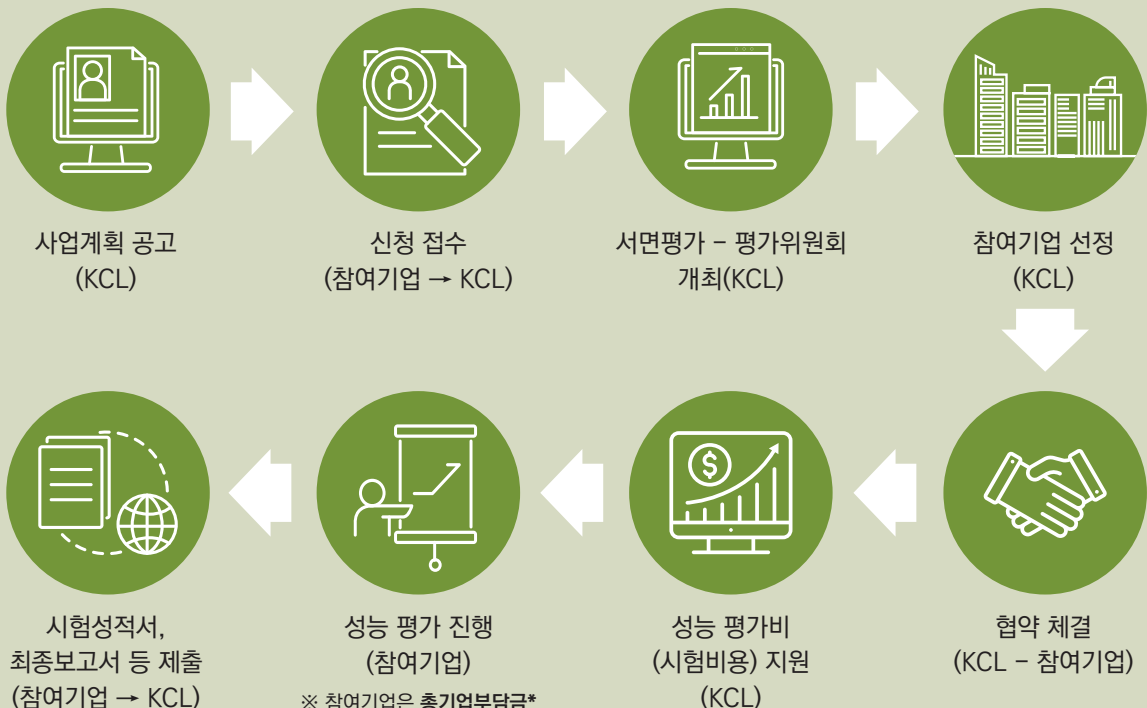 사업계획 공고
(KCL)
신청 접수
(참여기업 → KCL)
서면평가 – 평가위원회
개최(KCL)
참여기업 선정
(KCL)
협약 체결
(KCL – 참여기업)
성능 평가비
(시험비용) 지원
(KCL)
성능 평가 진행
(참여기업)
※ 참여기업은 총기업부담금*
시험성적서,
최종보고서 등 제출
(참여기업 → KCL)